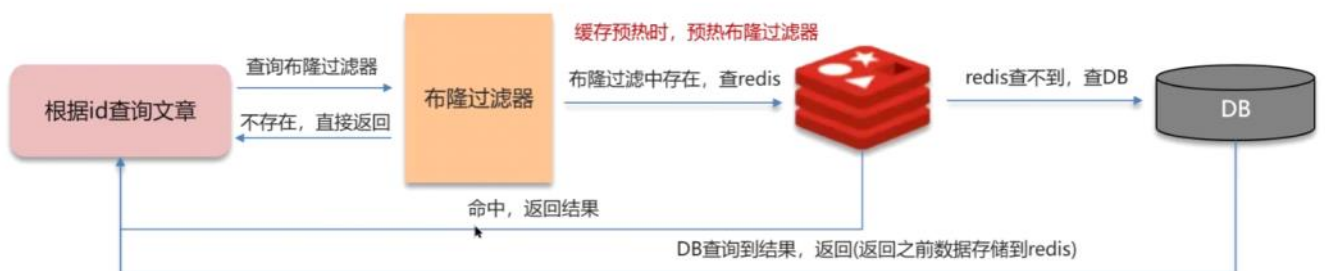 缓存预热时，预热布隆过滤器
查询布隆过滤器
布隆过滤中存在，查redis
redis查不到，查DB
根据id查询文章
布隆过滤器
DB
不存在，直接返回
命中，返回结果
DB查询到结果，返回(返回之前数据存储到redis)